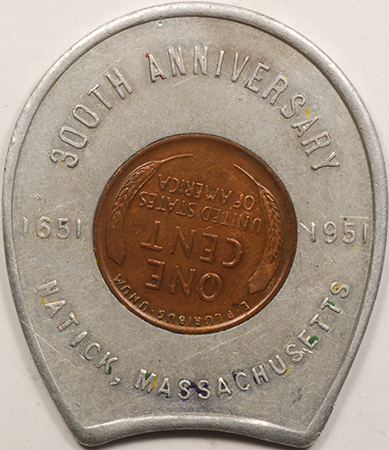 300TH ANNIVERSARY
1651 1951
NATICK, MASSACHUSETTS
E·PLURIBUS·UNUM
ONE
CENT
UNITED STATES
OF AMERICA